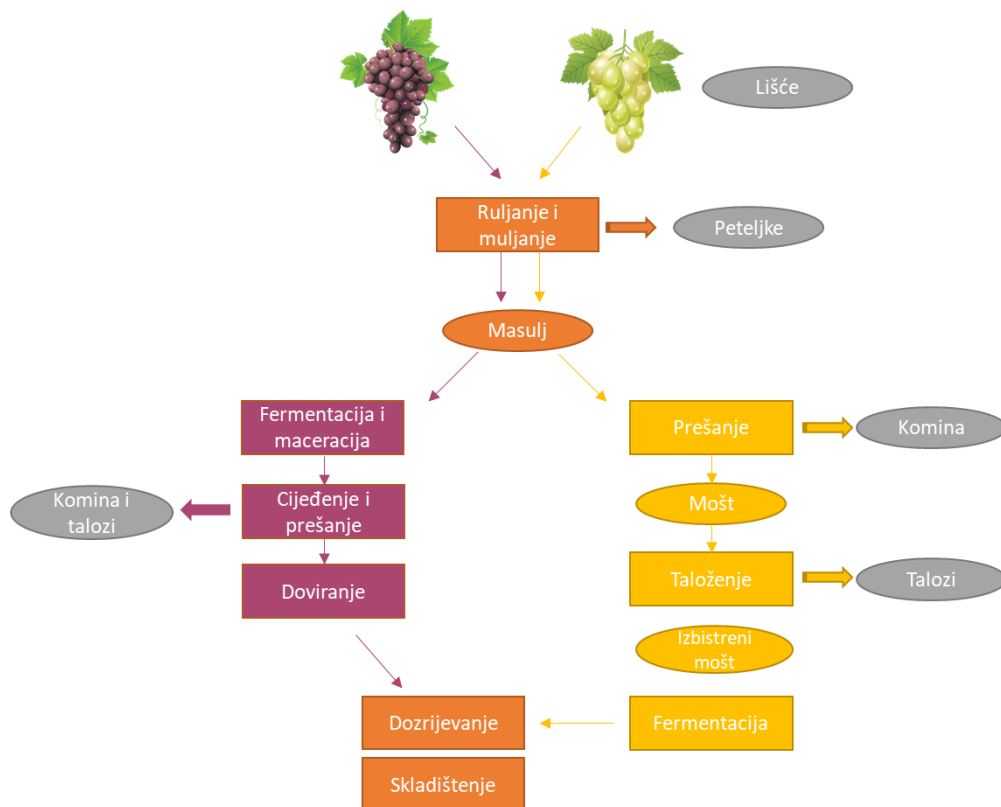 Lišće
Ruljanje i
muljanje
Peteljke
Masulj
Fermentacija i
maceracija
Prešanje
Komina
Komina i
talozi
Cijeđenje i
prešanje
Mošt
Doviranje
Taloženje
Talozi
Izbistreni
mošt
Dozrijevanje
Fermentacija
Skladištenje